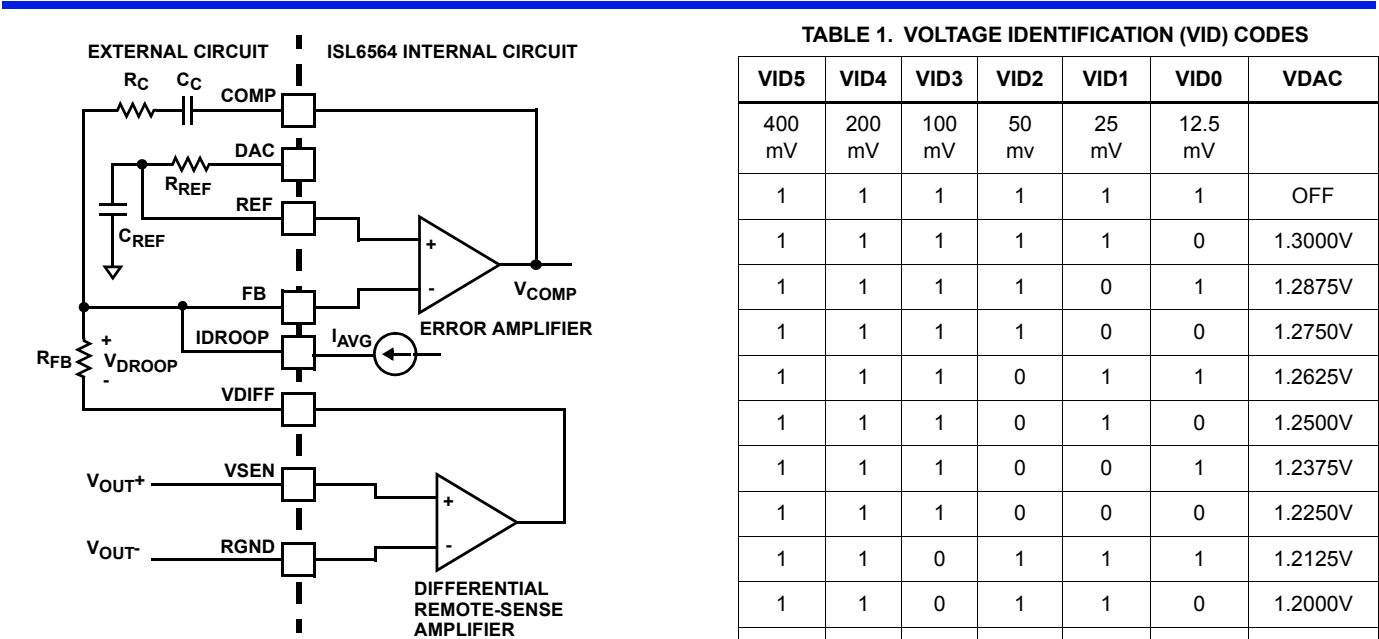 EXTERNAL CIRCUIT ISL6564 INTERNAL CIRCUIT
RC CC COMP
DAC
RREF
REF
CREF
+
-
VCOMP
FB
ERROR AMPLIFIER
IDROOP IAVG
RFB + VDROOP -
VDIFF
VOUT+ VSEN
+
VOUT- RGND
-
DIFFERENTIAL
REMOTE-SENSE
AMPLIFIER
TABLE 1. VOLTAGE IDENTIFICATION (VID) CODES
VID5 VID4 VID3 VID2 VID1 VID0 VDAC
400 mV 200 mV 100 mV 50 mv 25 mV 12.5 mV
1 1 1 1 1 1 OFF
1 1 1 1 1 0 1.3000V
1 1 1 1 0 1 1.2875V
1 1 1 1 0 0 1.2750V
1 1 1 0 1 1 1.2625V
1 1 1 0 1 0 1.2500V
1 1 1 0 0 1 1.2375V
1 1 1 0 0 0 1.2250V
1 1 0 1 1 1 1.2125V
1 1 0 1 1 0 1.2000V